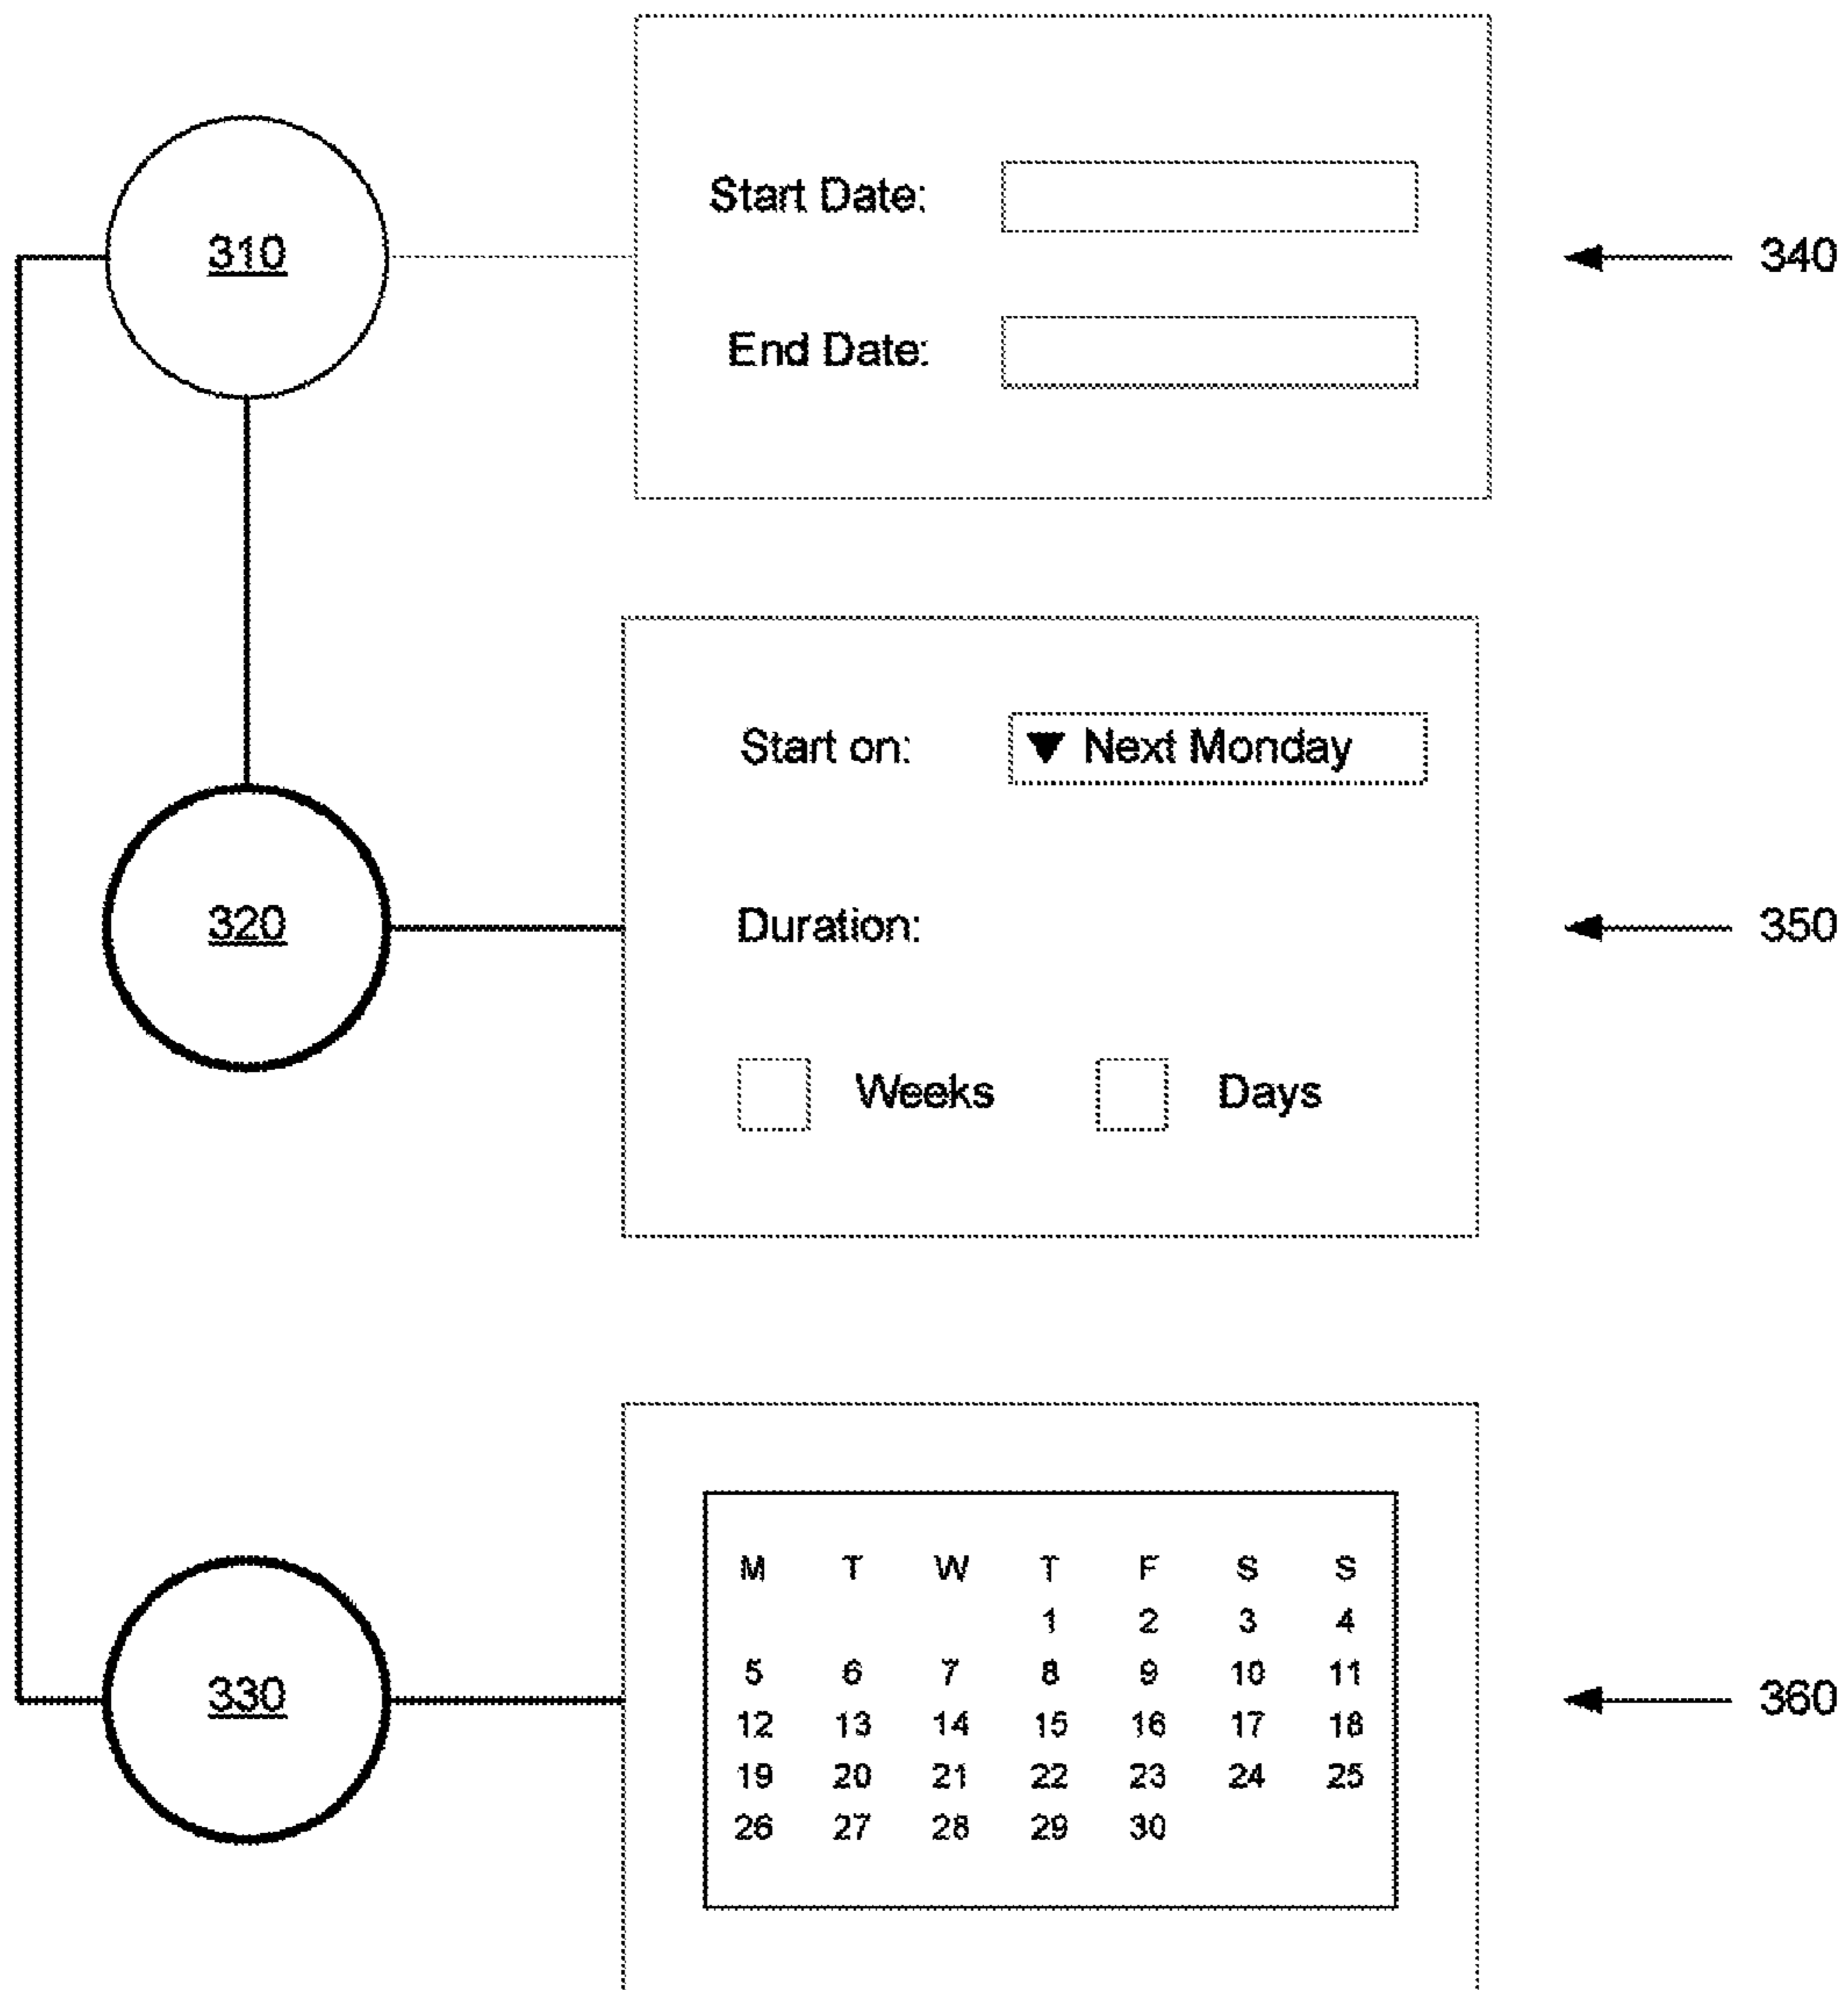 Start Date:
310
340
End Date:
Start on: ▼ Next Monday
320
Duration:
350
Weeks Days
M T W T F S S
1 2 3 4
5 6 7 8 9 10 11
330
360
12 13 14 15 16 17 18
19 20 21 22 23 24 25
26 27 28 29 30